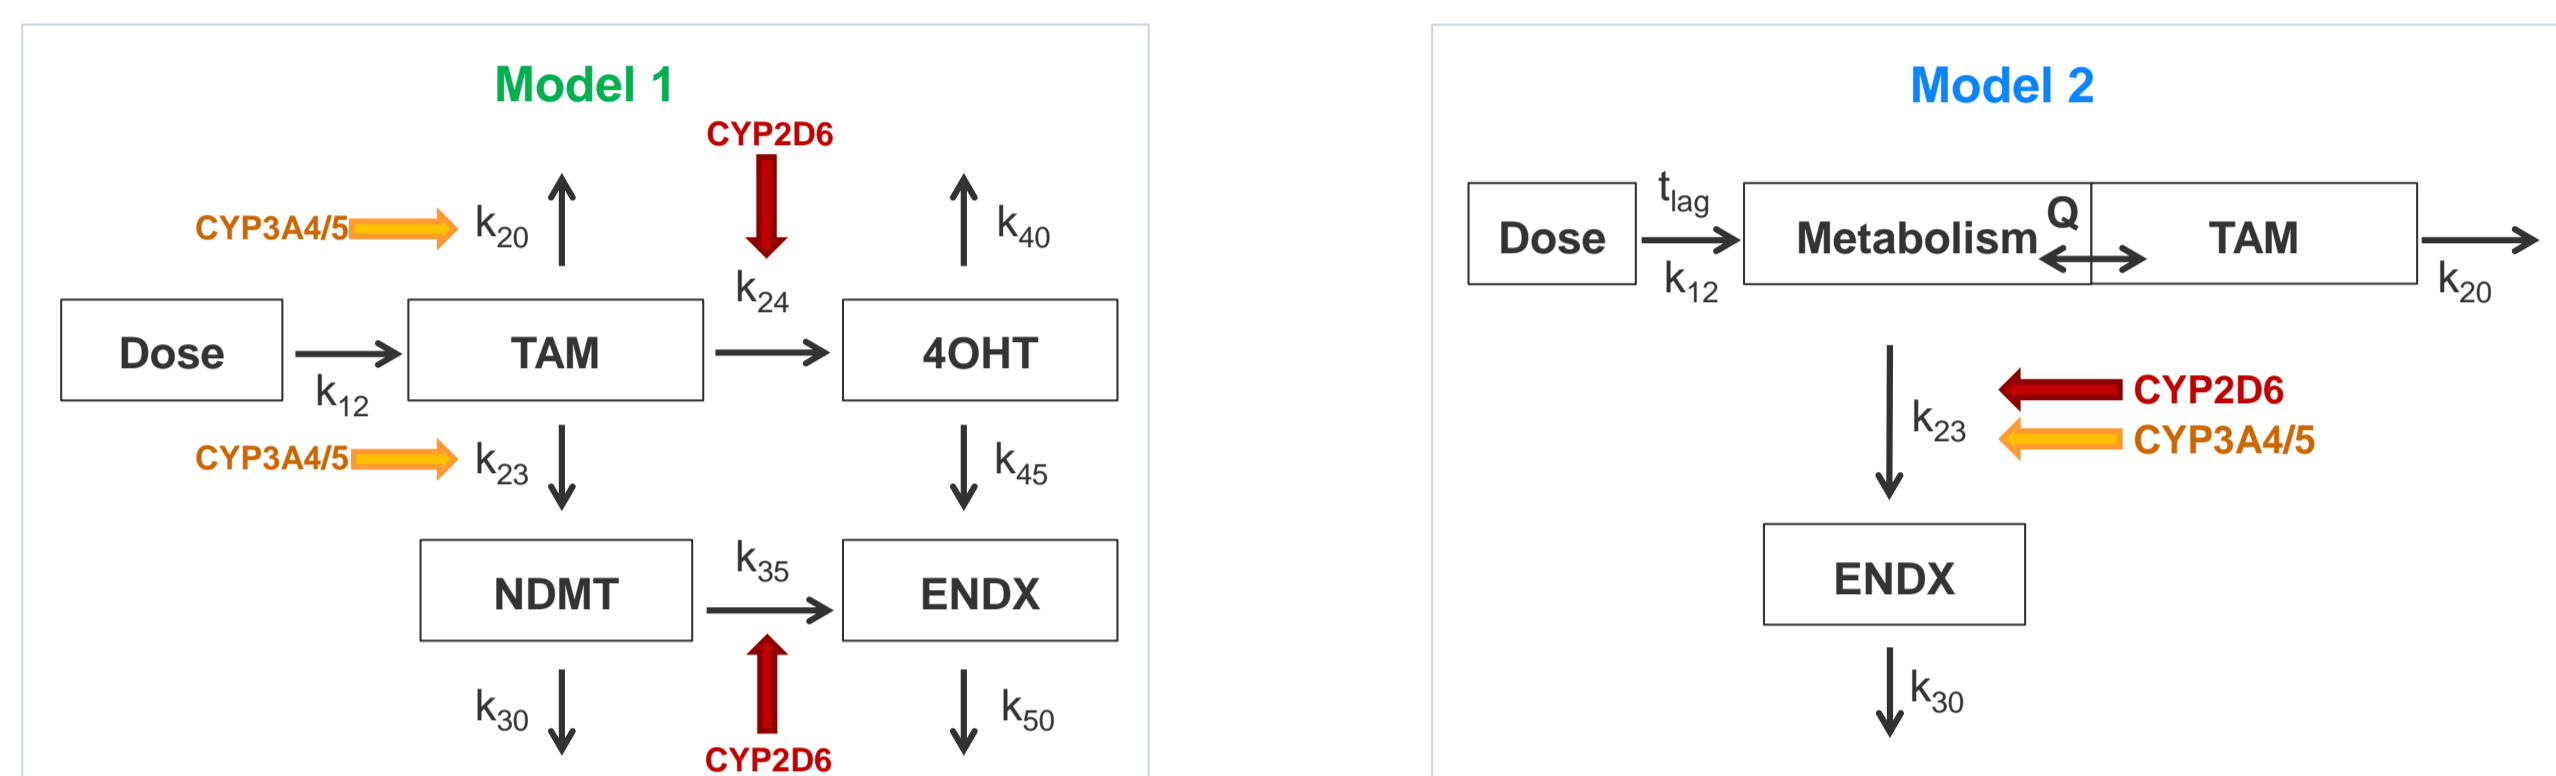 Model 1
CYP2D6
CYP3A4/5
k20
k24
k40
Dose
k12
TAM
4OHT
CYP3A4/5
k23
k45
NDMT
k35
ENDX
k30
CYP2D6
k50
Model 2
Dose
tlag
k12
Metabolism
Q
TAM
k20
k23
CYP2D6
CYP3A4/5
ENDX
k30